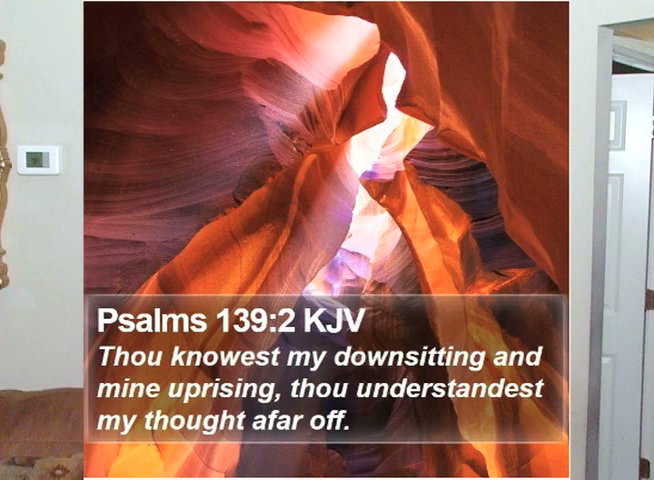 Psalms 139:2 KJV
Thou knowest my downsitting and
mine uprising, thou understandest
my thought afar off.